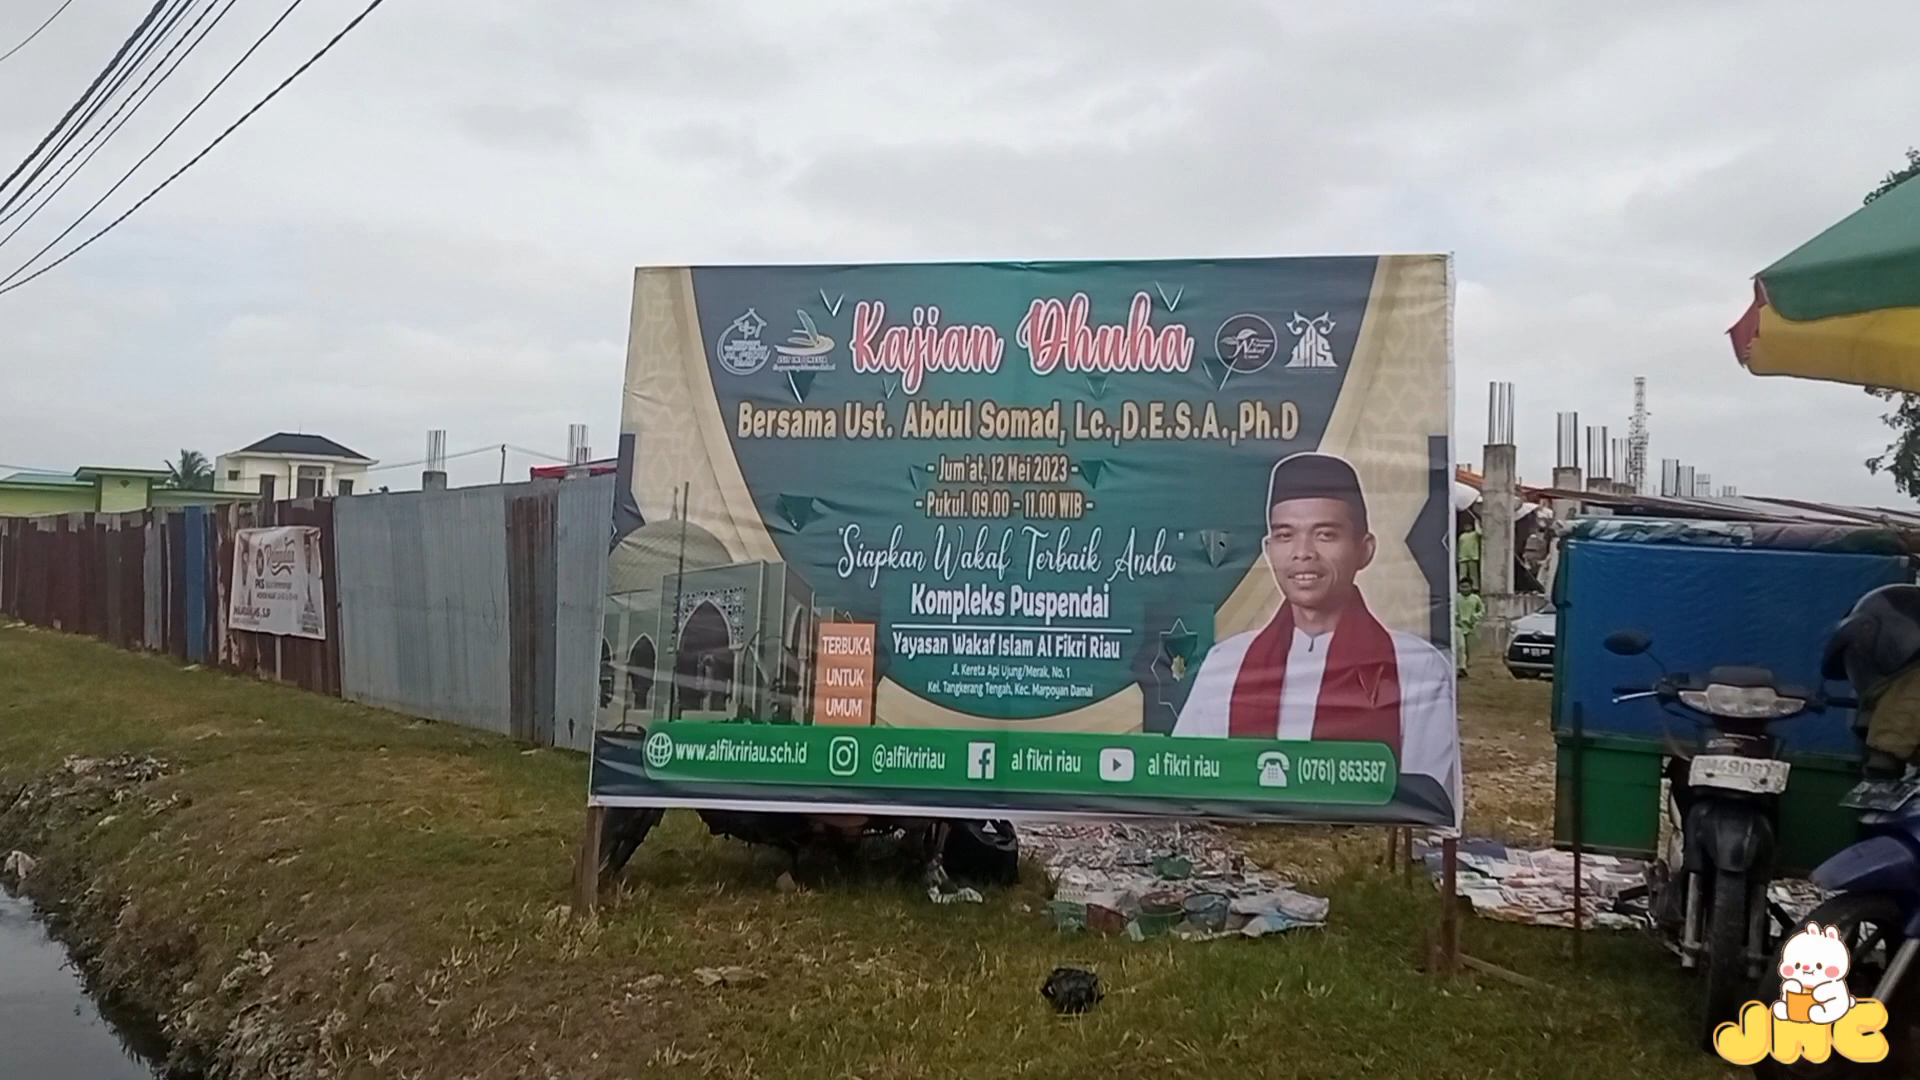 Kajian Dhuha
Bersama Ust. Abdul Somad, Lc.,D.E.S.A.,Ph.D
- Jum'at, 12 Mei 2023 -
- Pukul. 09.00 - 11.00 WIB -
"Siapkan Wakaf Terbaik Anda"
Kompleks Puspendai
Yayasan Wakaf Islam Al Fikri Riau
Jl. Kereta Api Ujung/Merak, No. 1
Kel. Tangkerang Tengah, Kec. Marpoyan Damai
TERBUKA
UNTUK
UMUM
www.alfikririau.sch.id @alfikririau al fikri riau al fikri riau (0761) 863587
Ramadan
PKS
JHC